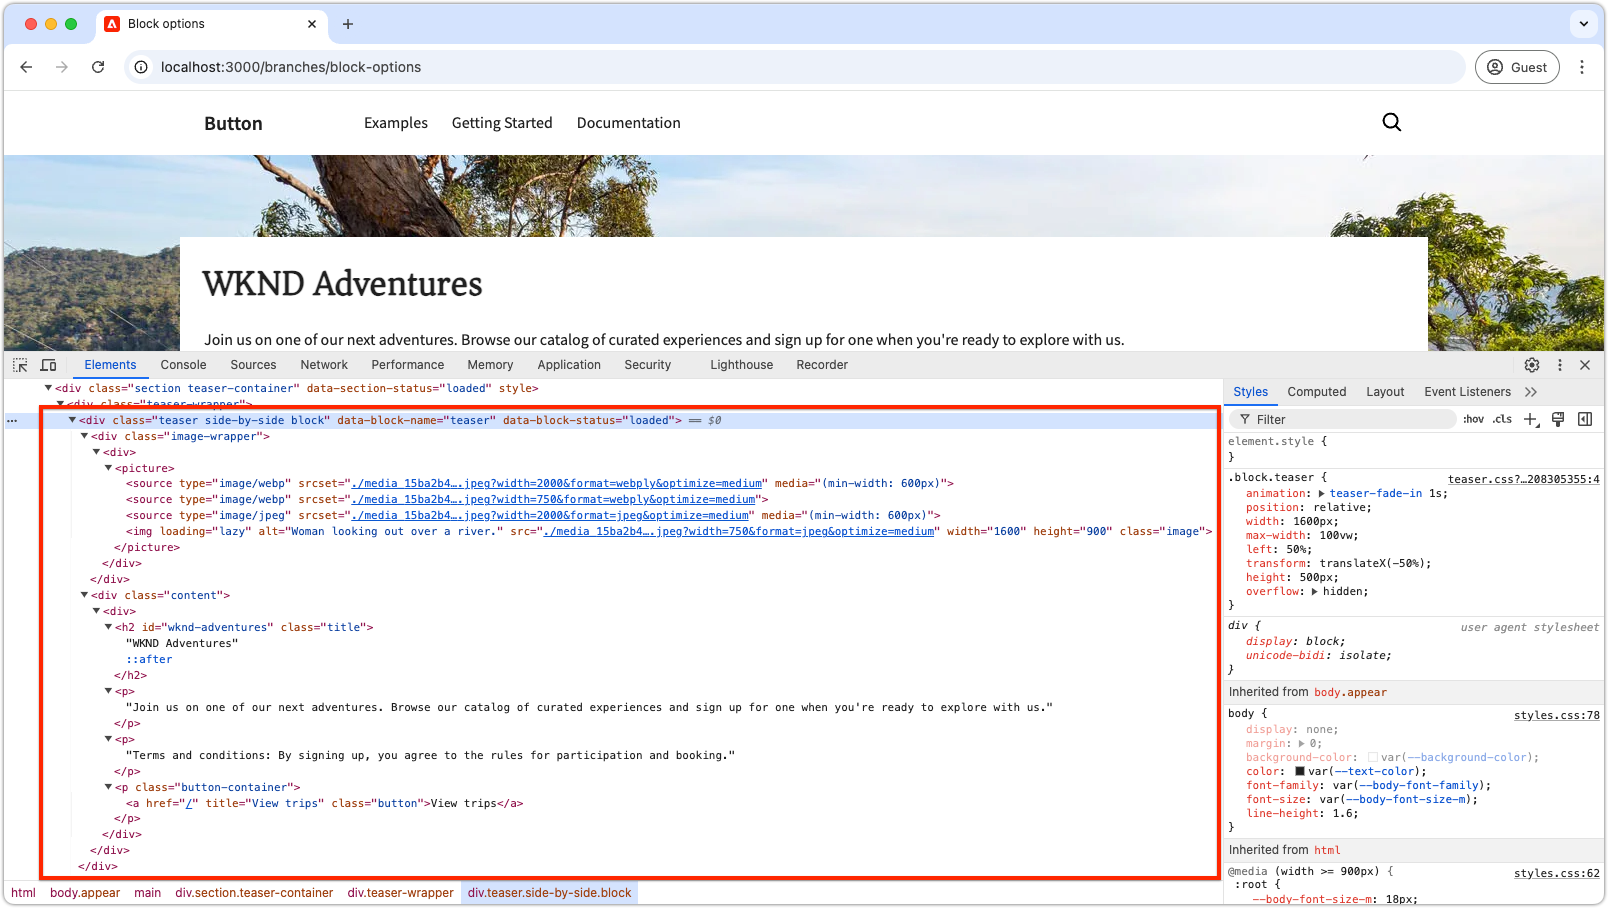 Block options
localhost:3000/branches/block-options
Guest
Button Examples Getting Started Documentation
WKND Adventures
Join us on one of our next adventures. Browse our catalog of curated experiences and sign up for one when you're ready to explore with us.
Elements Console Sources Network Performance Memory Application Security Lighthouse Recorder
<div class="section teaser-container" data-section-status="loaded" style>
<div class="teaser-wrapper">
<div class="teaser side-by-side block" data-block-name="teaser" data-block-status="loaded"> == $0
<div class="image-wrapper">
<div>
<picture>
<source type="image/webp" srcset="./media_15ba2b4….jpeg?width=2000&format=webply&optimize=medium" media="(min-width: 600px)">
<source type="image/webp" srcset="./media_15ba2b4….jpeg?width=750&format=webply&optimize=medium">
<source type="image/jpeg" srcset="./media_15ba2b4….jpeg?width=2000&format=jpeg&optimize=medium" media="(min-width: 600px)">
<img loading="lazy" alt="Woman looking out over a river." src="./media_15ba2b4….jpeg?width=750&format=jpeg&optimize=medium" width="1600" height="900" class="image">
</picture>
</div>
</div>
<div class="content">
<div>
<h2 id="wknd-adventures" class="title">
"WKND Adventures"
::after
</h2>
<p>
"Join us on one of our next adventures. Browse our catalog of curated experiences and sign up for one when you're ready to explore with us."
</p>
<p>
"Terms and conditions: By signing up, you agree to the rules for participation and booking."
</p>
<p class="button-container">
<a href="/" title="View trips" class="button">View trips</a>
</p>
</div>
</div>
</div>
html body.appear main div.section.teaser-container div.teaser-wrapper div.teaser.side-by-side.block
Styles Computed Layout Event Listeners
Filter :hov .cls
element.style {
}
.block.teaser { teaser.css?…208305355:4
animation: teaser-fade-in 1s;
position: relative;
width: 1600px;
max-width: 100vw;
left: 50%;
transform: translateX(-50%);
height: 500px;
overflow: hidden;
}
div { user agent stylesheet
display: block;
unicode-bidi: isolate;
}
Inherited from body.appear
body { styles.css:78
display: none;
margin: 0;
background-color: var(--background-color);
color: var(--text-color);
font-family: var(--body-font-family);
font-size: var(--body-font-size-m);
line-height: 1.6;
}
Inherited from html
@media (width >= 900px) { styles.css:62
:root {
--body-font-size-m: 18px;